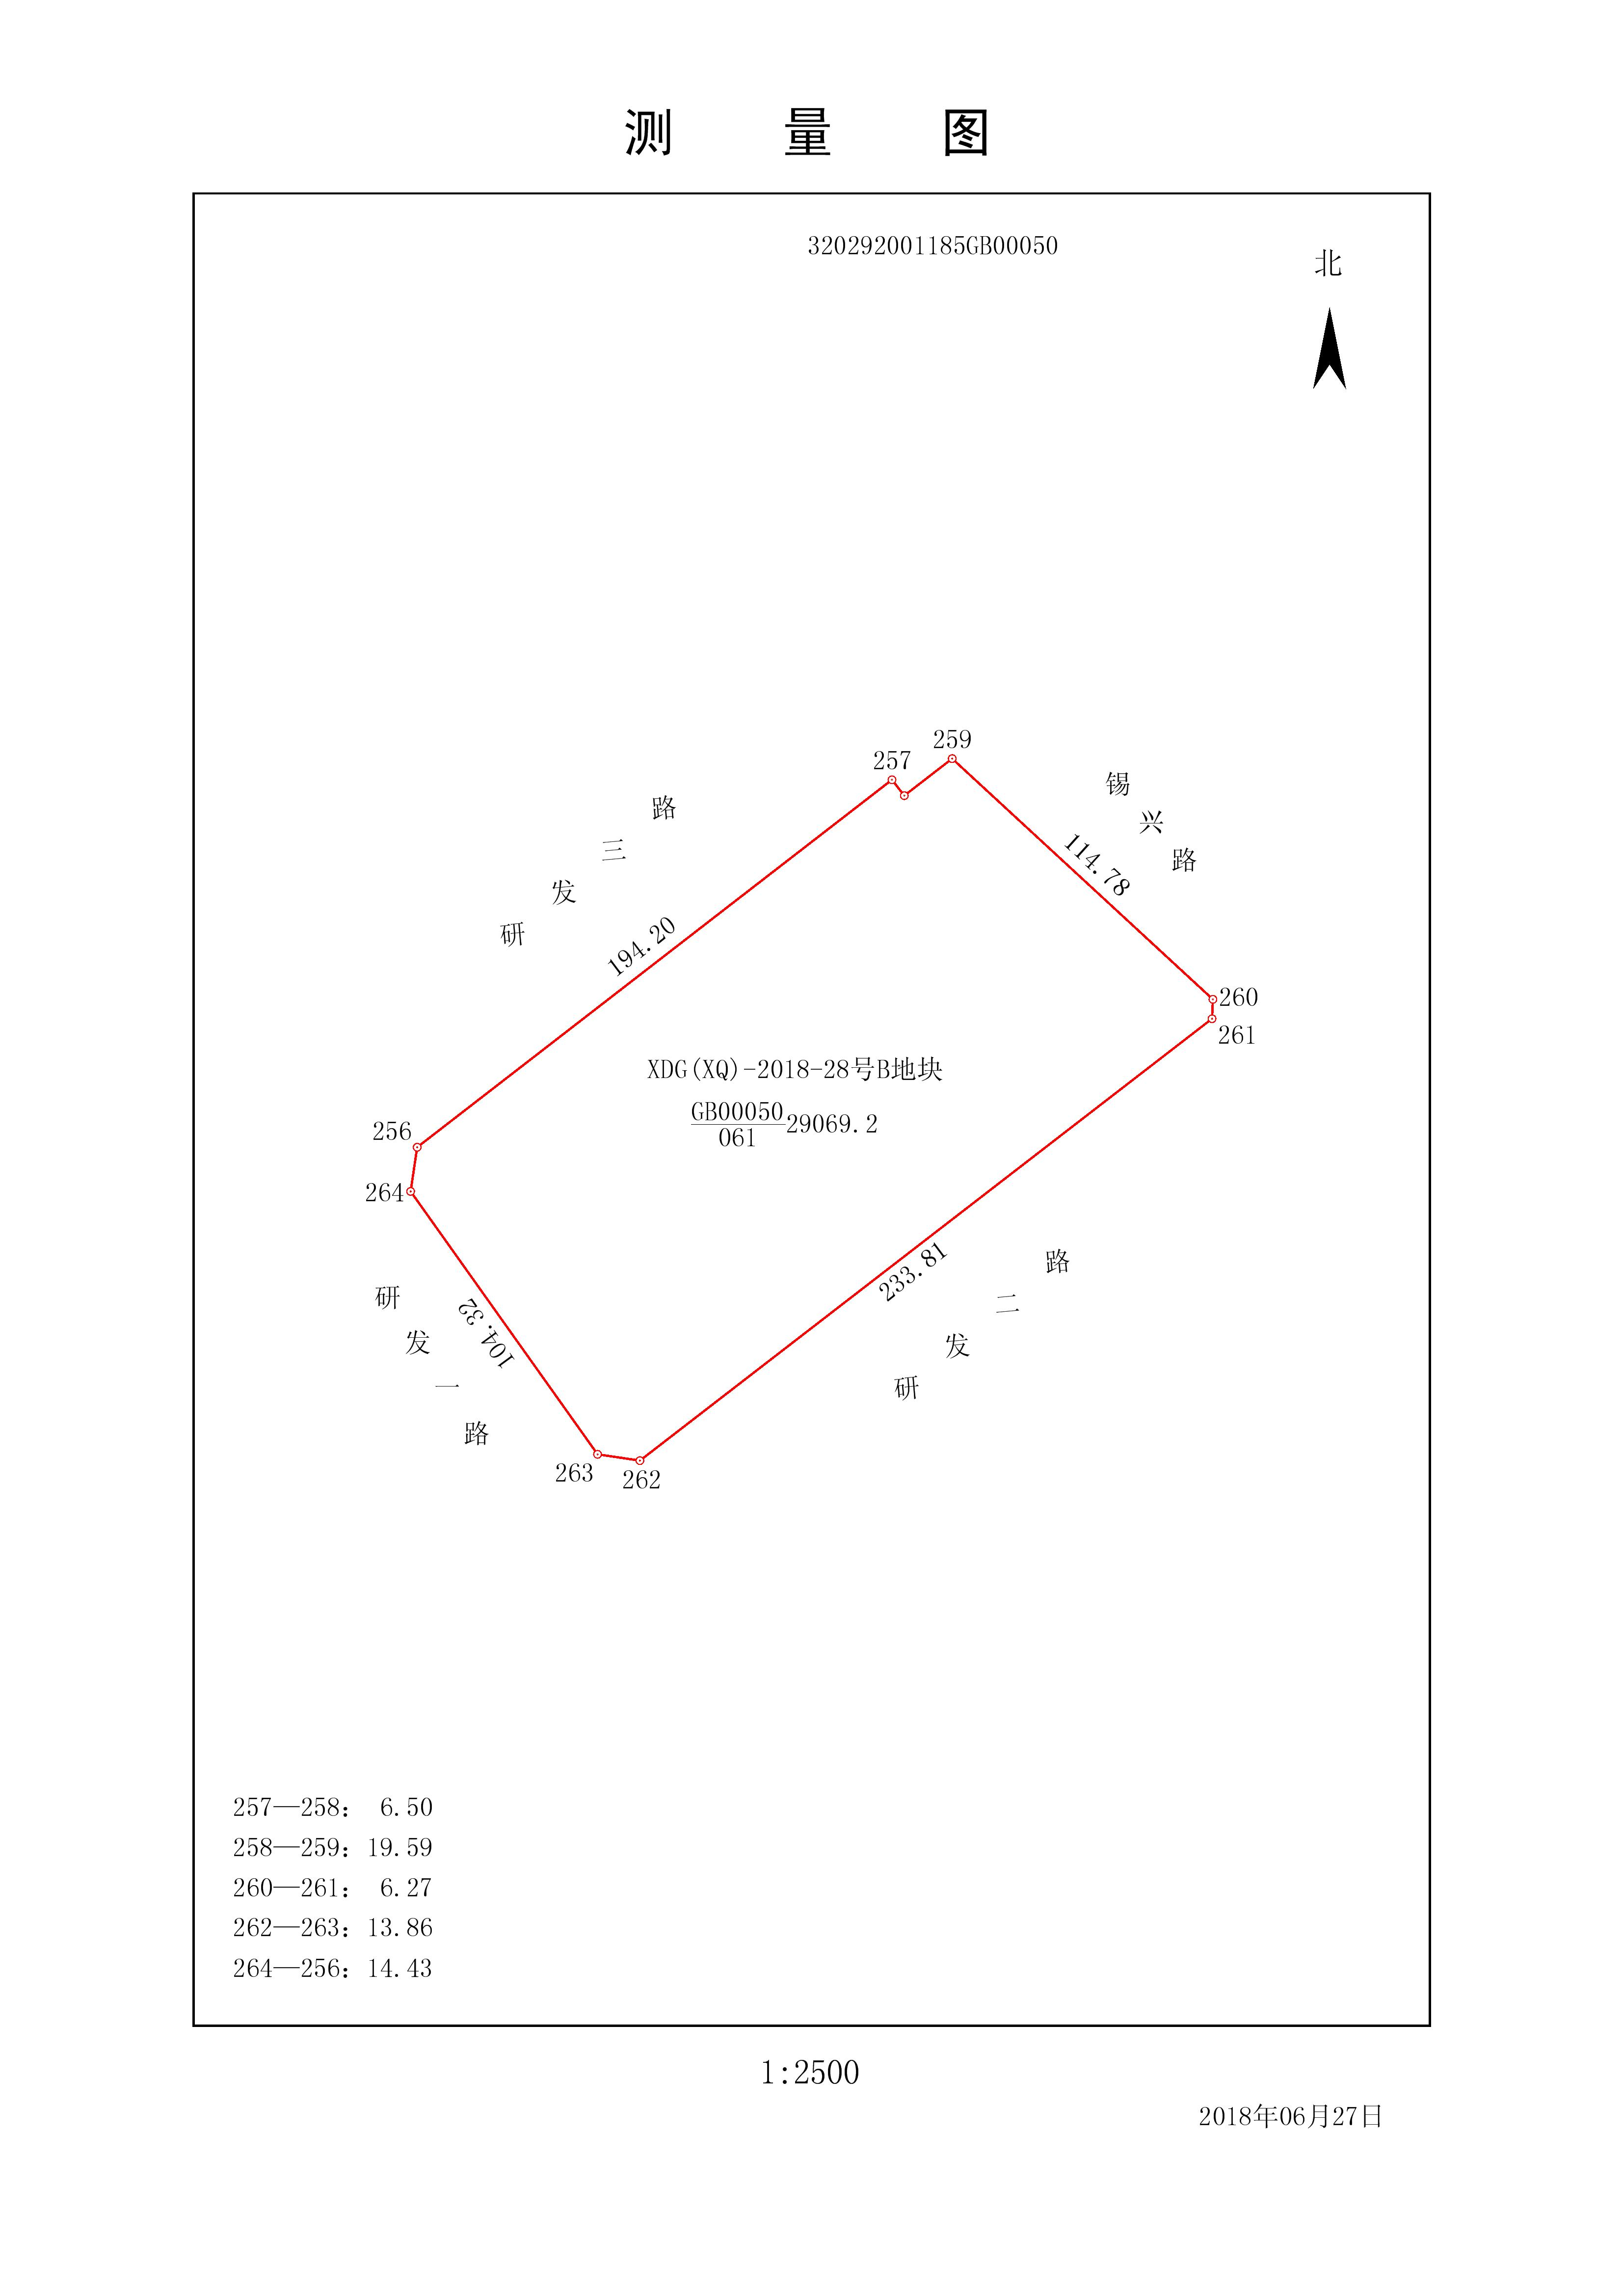 测 量 图
320292001185GB00050
北
259
257
锡兴路
研发三路
114.78
194.20
260
261
XDG(XQ)-2018-28号B地块
GB00050
29069.2
061
256
264
233.81
研发二路
104.32
研发一路
263
262
257—258: 6.50
258—259: 19.59
260—261: 6.27
262—263: 13.86
264—256: 14.43
1:2500
2018年06月27日